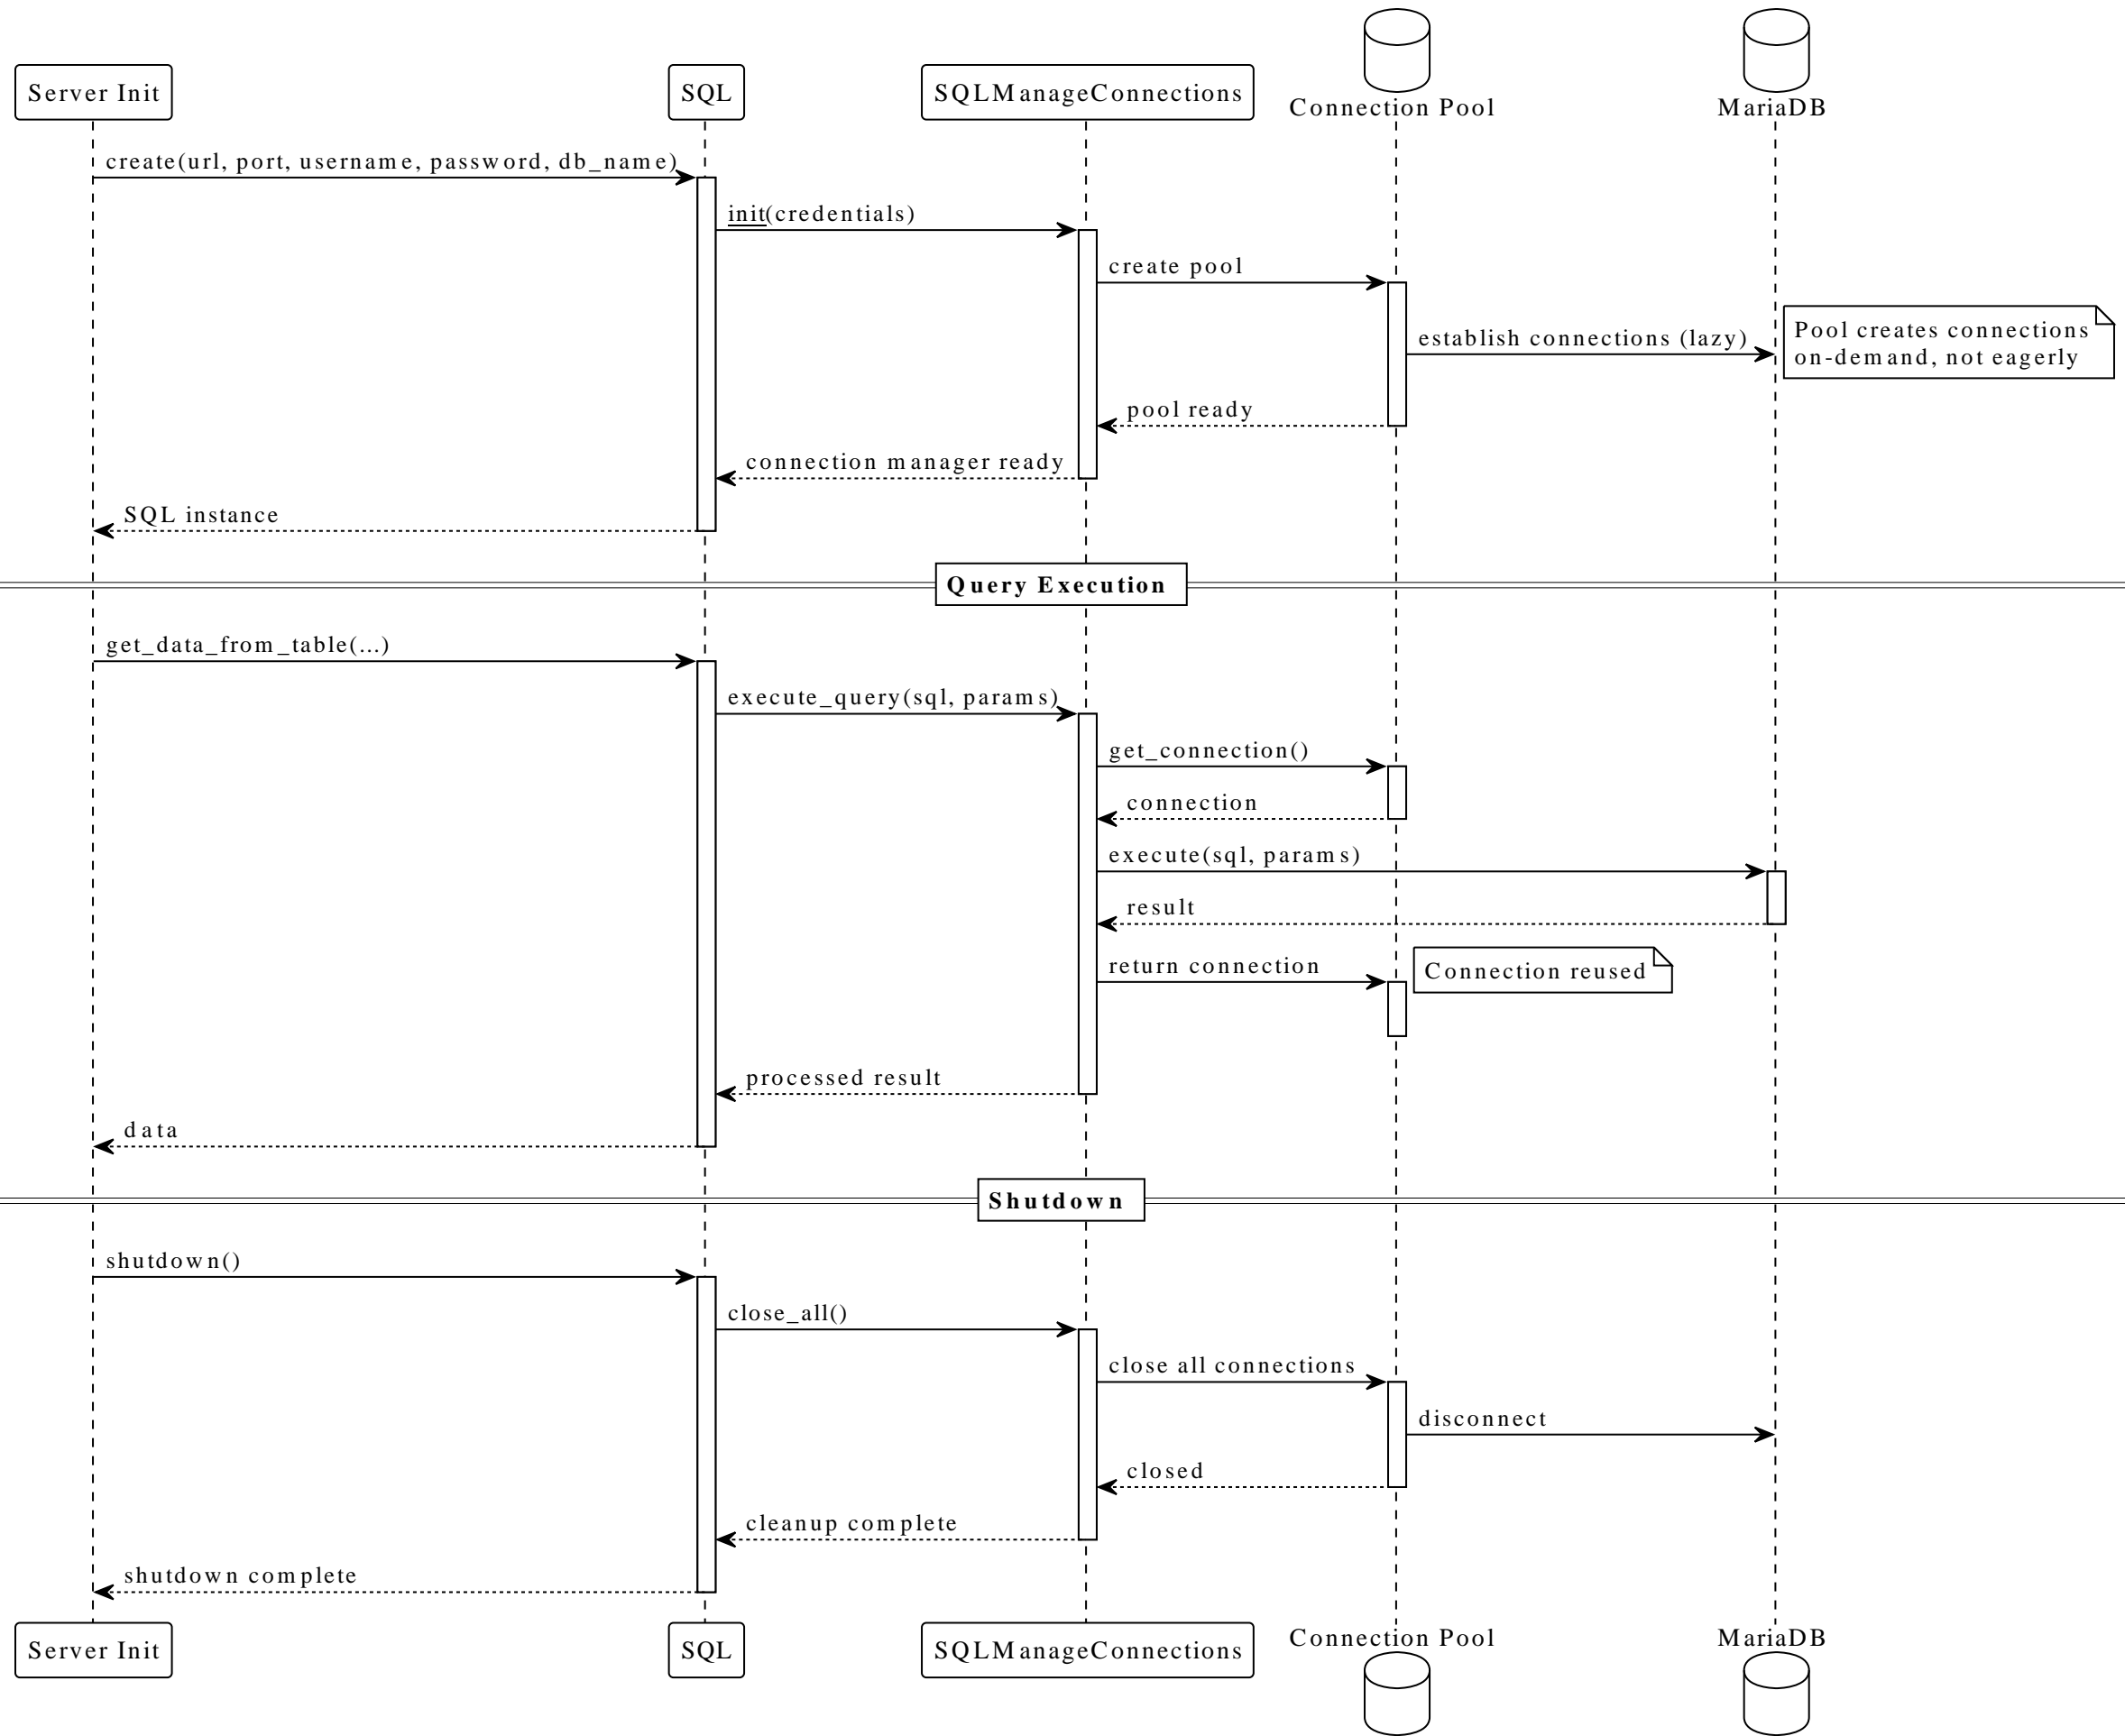 Server Init
SQL
SQLManageConnections
Connection Pool
MariaDB
create(url, port, username, password, db_name)
init(credentials)
create pool
establish connections (lazy)
Pool creates connections
on-demand, not eagerly
pool ready
connection manager ready
SQL instance
Query Execution
get_data_from_table(...)
execute_query(sql, params)
get_connection()
connection
execute(sql, params)
result
return connection
Connection reused
processed result
data
Shutdown
shutdown()
close_all()
close all connections
disconnect
closed
cleanup complete
shutdown complete
Server Init
SQL
SQLManageConnections
Connection Pool
MariaDB